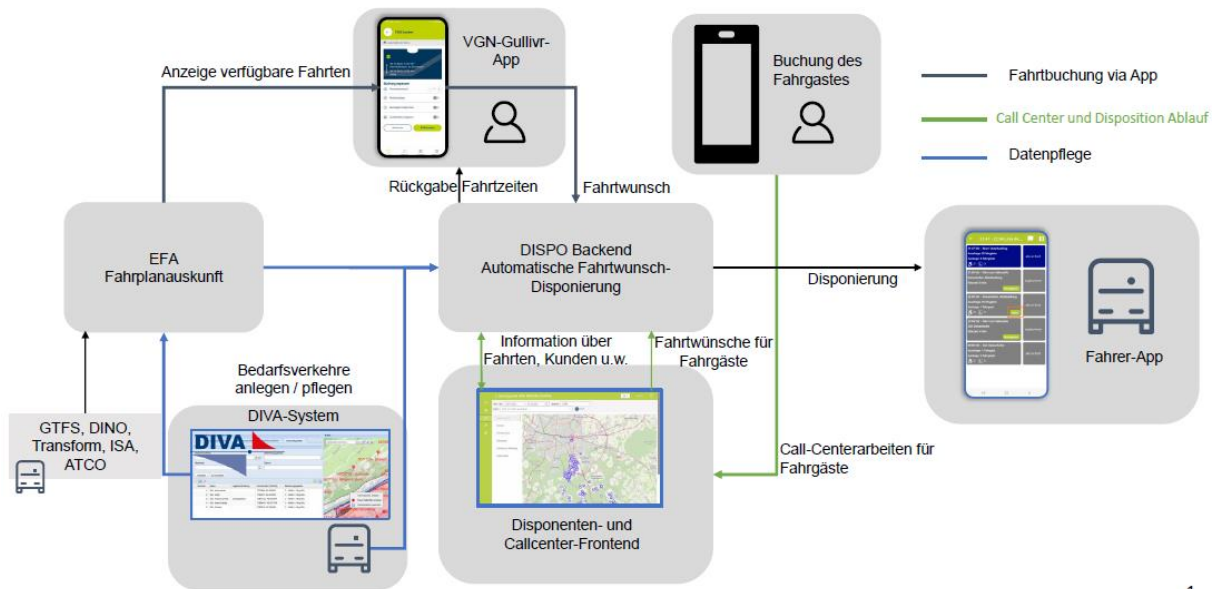 VGN-Gullivr-
App
Anzeige verfügbare Fahrten
Buchung des
Fahrgastes
Fahrtbuchung via App
Call Center und Disposition Ablauf
Datenpflege
Rückgabe Fahrtzeiten
Fahrtwunsch
EFA
Fahrplanauskunft
DISPO Backend
Automatische Fahrtwunsch-
Disponierung
Disponierung
Fahrer-App
Information über
Fahrten, Kunden u.w.
Fahrtwünsche für
Fahrgäste
Bedarfsverkehre
anlegen / pflegen
DIVA-System
DIVA
GTFS, DINO,
Transform, ISA,
ATCO
Call-Centerarbeiten für
Fahrgäste
Disponenten- und
Callcenter-Frontend